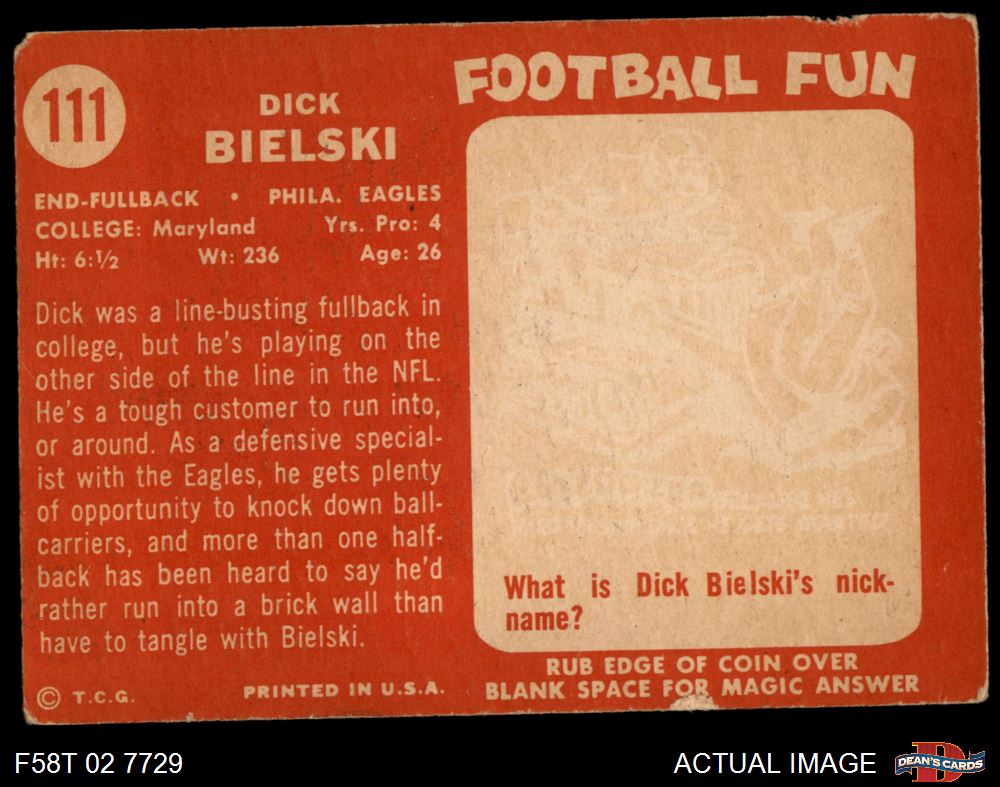 111
DICK
BIELSKI
END-FULLBACK • PHILA. EAGLES
COLLEGE: Maryland Yrs. Pro: 4
Ht: 6:½ Wt: 236 Age: 26
Dick was a line-busting fullback in
college, but he's playing on the
other side of the line in the NFL.
He's a tough customer to run into,
or around. As a defensive special-
ist with the Eagles, he gets plenty
of opportunity to knock down ball-
carriers, and more than one half-
back has been heard to say he'd
rather run into a brick wall than
have to tangle with Bielski.
© T.C.G. PRINTED IN U.S.A.
FOOTBALL FUN
What is Dick Bielski's nick-
name?
RUB EDGE OF COIN OVER
BLANK SPACE FOR MAGIC ANSWER
F58T 02 7729
ACTUAL IMAGE
DEAN'S CARDS